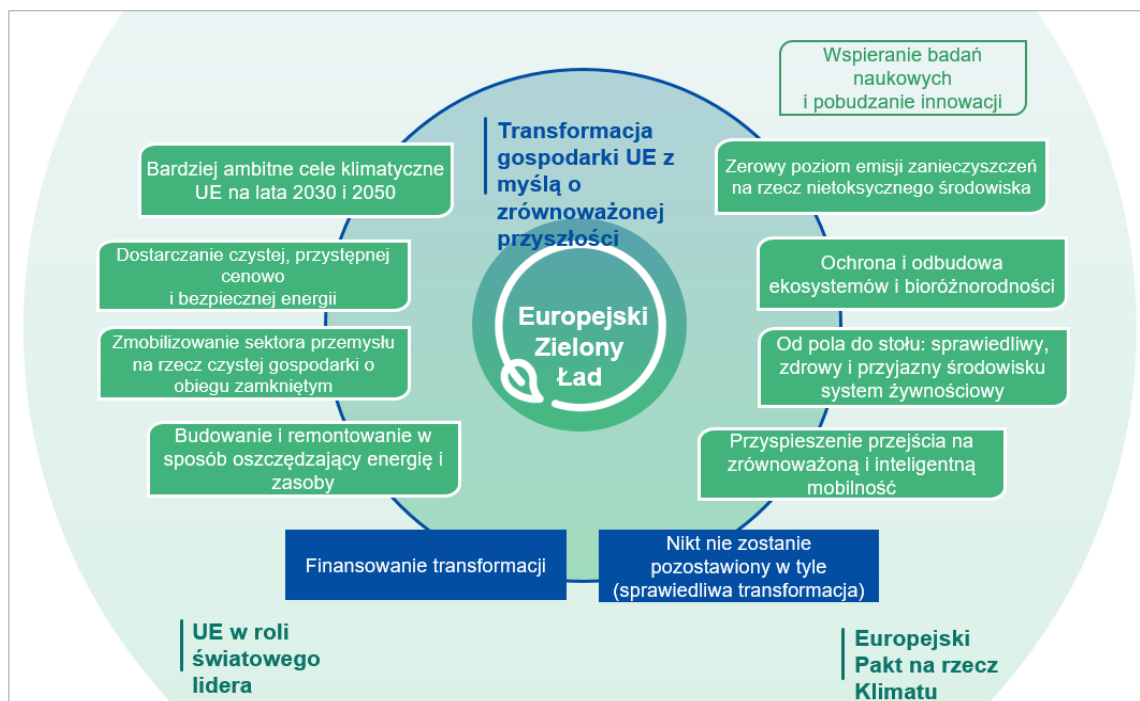 Wspieranie badań
naukowych
i pobudzanie innowacji
Transformacja
gospodarki UE z
myślą o
zrównoważonej
przyszłości
Bardziej ambitne cele klimatyczne
UE na lata 2030 i 2050
Zerowy poziom emisji zanieczyszczeń
na rzecz nietoksycznego środowiska
Dostarczanie czystej, przystępnej
cenowo
i bezpiecznej energii
Ochrona i odbudowa
ekosystemów i bioróżnorodności
Europejski
Zielony
Ład
Zmobilizowanie sektora przemysłu
na rzecz czystej gospodarki o
obiegu zamkniętym
Od pola do stołu: sprawiedliwy,
zdrowy i przyjazny środowisku
system żywnościowy
Budowanie i remontowanie w
sposób oszczędzający energię i
zasoby
Przyspieszenie przejścia na
zrównoważoną i inteligentną
mobilność
Finansowanie transformacji
Nikt nie zostanie
pozostawiony w tyle
(sprawiedliwa transformacja)
UE w roli
światowego
lidera
Europejski
Pakt na rzecz
Klimatu